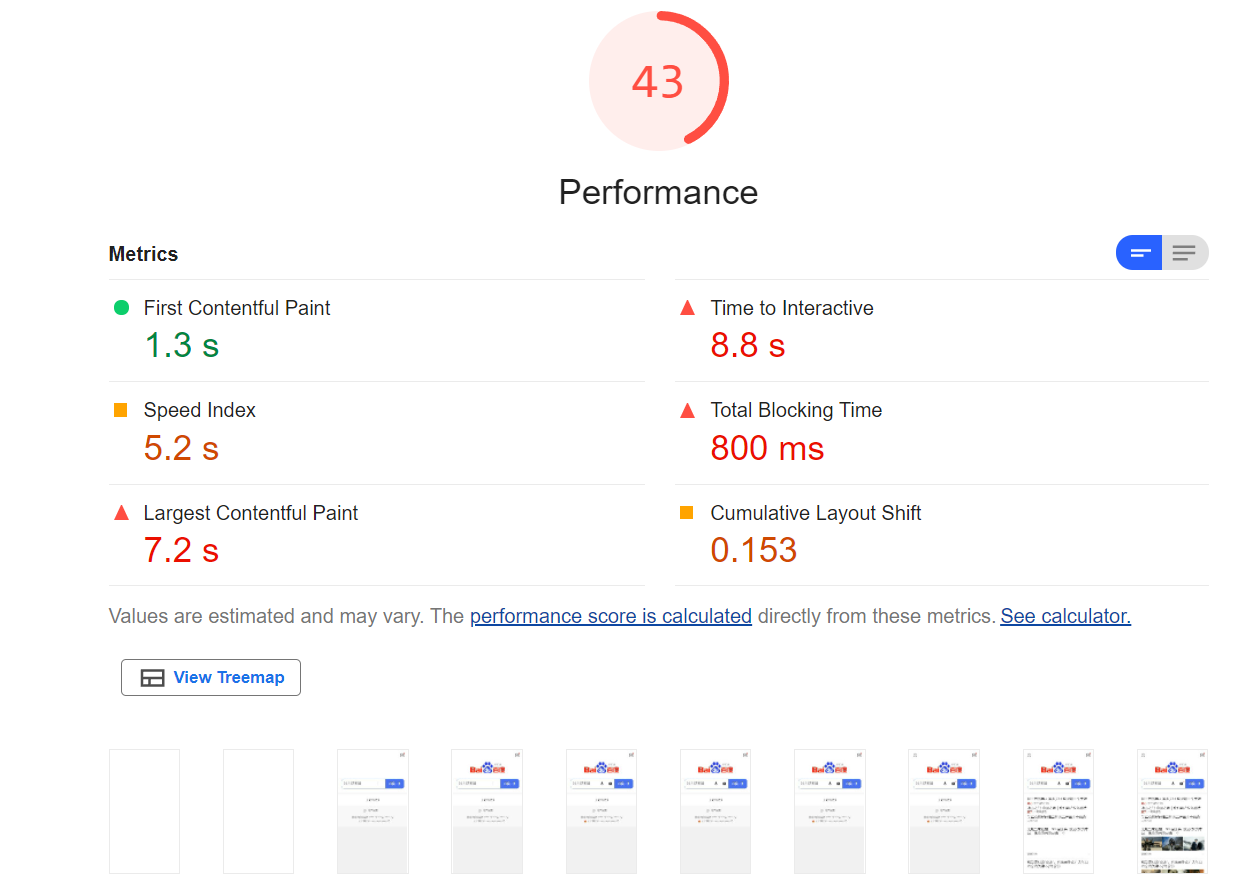 43
Performance
Metrics
First Contentful Paint
1.3 s
Time to Interactive
8.8 s
Speed Index
5.2 s
Total Blocking Time
800 ms
Largest Contentful Paint
7.2 s
Cumulative Layout Shift
0.153
Values are estimated and may vary. The performance score is calculated directly from these metrics. See calculator.
View Treemap